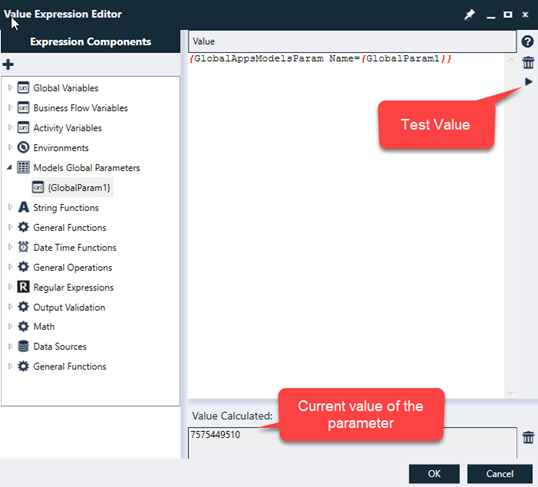 Value Expression Editor
Expression Components
Value
{GlobalAppsModelsParam Name={GlobalParam1}}
Test Value
Global Variables
Business Flow Variables
Activity Variables
Environments
Models Global Parameters
{GlobalParam1}
String Functions
General Functions
Date Time Functions
General Operations
Regular Expressions
Output Validation
Math
Data Sources
General Functions
Value Calculated:
7575449510
Current value of the
parameter
OK
Cancel